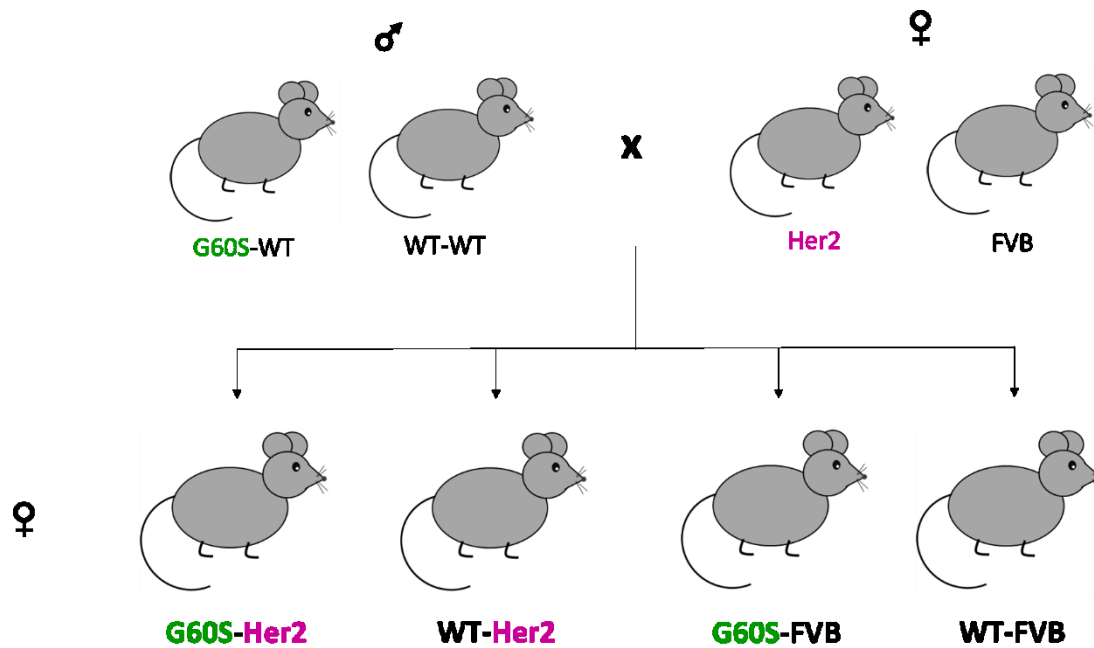 ♂
♀
x
G60S-WT
WT-WT
Her2
FVB
♀
G60S-Her2
WT-Her2
G60S-FVB
WT-FVB